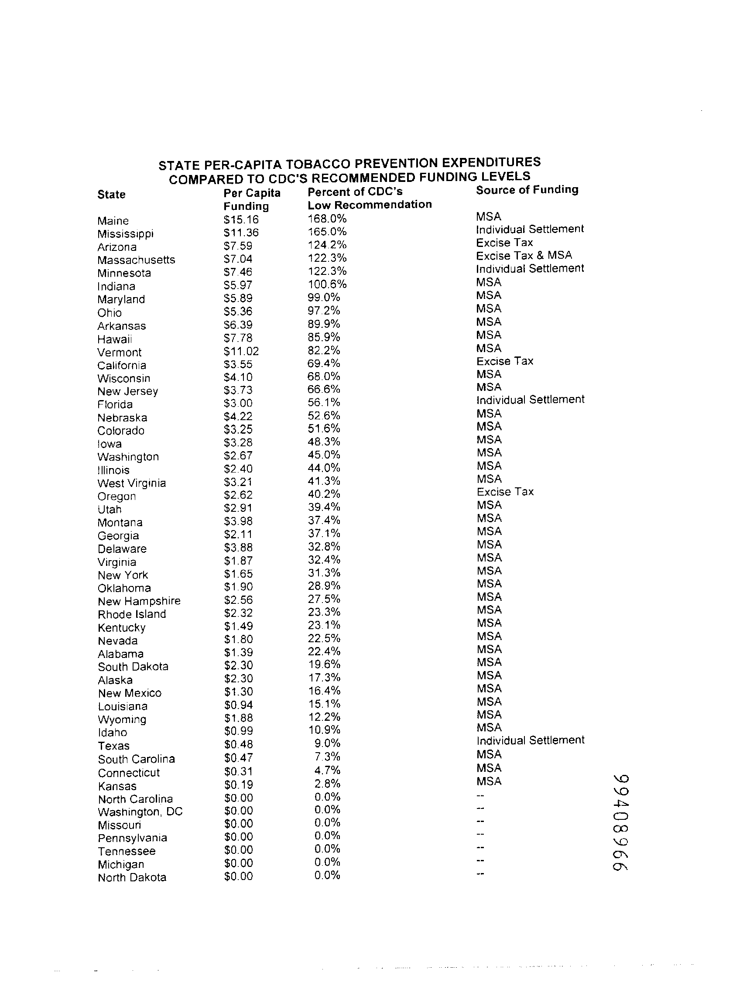 STATE PER-CAPITA TOBACCO PREVENTION EXPENDITURES
COMPARED TO CDC'S RECOMMENDED FUNDING LEVELS
State Per Capita Funding Percent of CDC's Low Recommendation Source of Funding
Maine $15.16 168.0% MSA
Mississippi $11.36 165.0% Individual Settlement
Arizona $7.59 124.2% Excise Tax
Massachusetts $7.04 122.3% Excise Tax & MSA
Minnesota $7.46 122.3% Individual Settlement
Indiana $5.97 100.6% MSA
Maryland $5.89 99.0% MSA
Ohio $5.36 97.2% MSA
Arkansas $6.39 89.9% MSA
Hawaii $7.78 85.9% MSA
Vermont $11.02 82.2% MSA
California $3.55 69.4% Excise Tax
Wisconsin $4.10 68.0% MSA
New Jersey $3.73 66.6% MSA
Florida $3.00 56.1% Individual Settlement
Nebraska $4.22 52.6% MSA
Colorado $3.25 51.6% MSA
Iowa $3.28 48.3% MSA
Washington $2.67 45.0% MSA
Illinois $2.40 44.0% MSA
West Virginia $3.21 41.3% MSA
Oregon $2.62 40.2% Excise Tax
Utah $2.91 39.4% MSA
Montana $3.98 37.4% MSA
Georgia $2.11 37.1% MSA
Delaware $3.88 32.8% MSA
Virginia $1.87 32.4% MSA
New York $1.65 31.3% MSA
Oklahoma $1.90 28.9% MSA
New Hampshire $2.56 27.5% MSA
Rhode Island $2.32 23.3% MSA
Kentucky $1.49 23.1% MSA
Nevada $1.80 22.5% MSA
Alabama $1.39 22.4% MSA
South Dakota $2.30 19.6% MSA
Alaska $2.30 17.3% MSA
New Mexico $1.30 16.4% MSA
Louisiana $0.94 15.1% MSA
Wyoming $1.88 12.2% MSA
Idaho $0.99 10.9% MSA
Texas $0.48 9.0% Individual Settlement
South Carolina $0.47 7.3% MSA
Connecticut $0.31 4.7% MSA
Kansas $0.19 2.8% MSA
North Carolina $0.00 0.0% --
Washington, DC $0.00 0.0% --
Missouri $0.00 0.0% --
Pennsylvania $0.00 0.0% --
Tennessee $0.00 0.0% --
Michigan $0.00 0.0% --
North Dakota $0.00 0.0% --
99408966